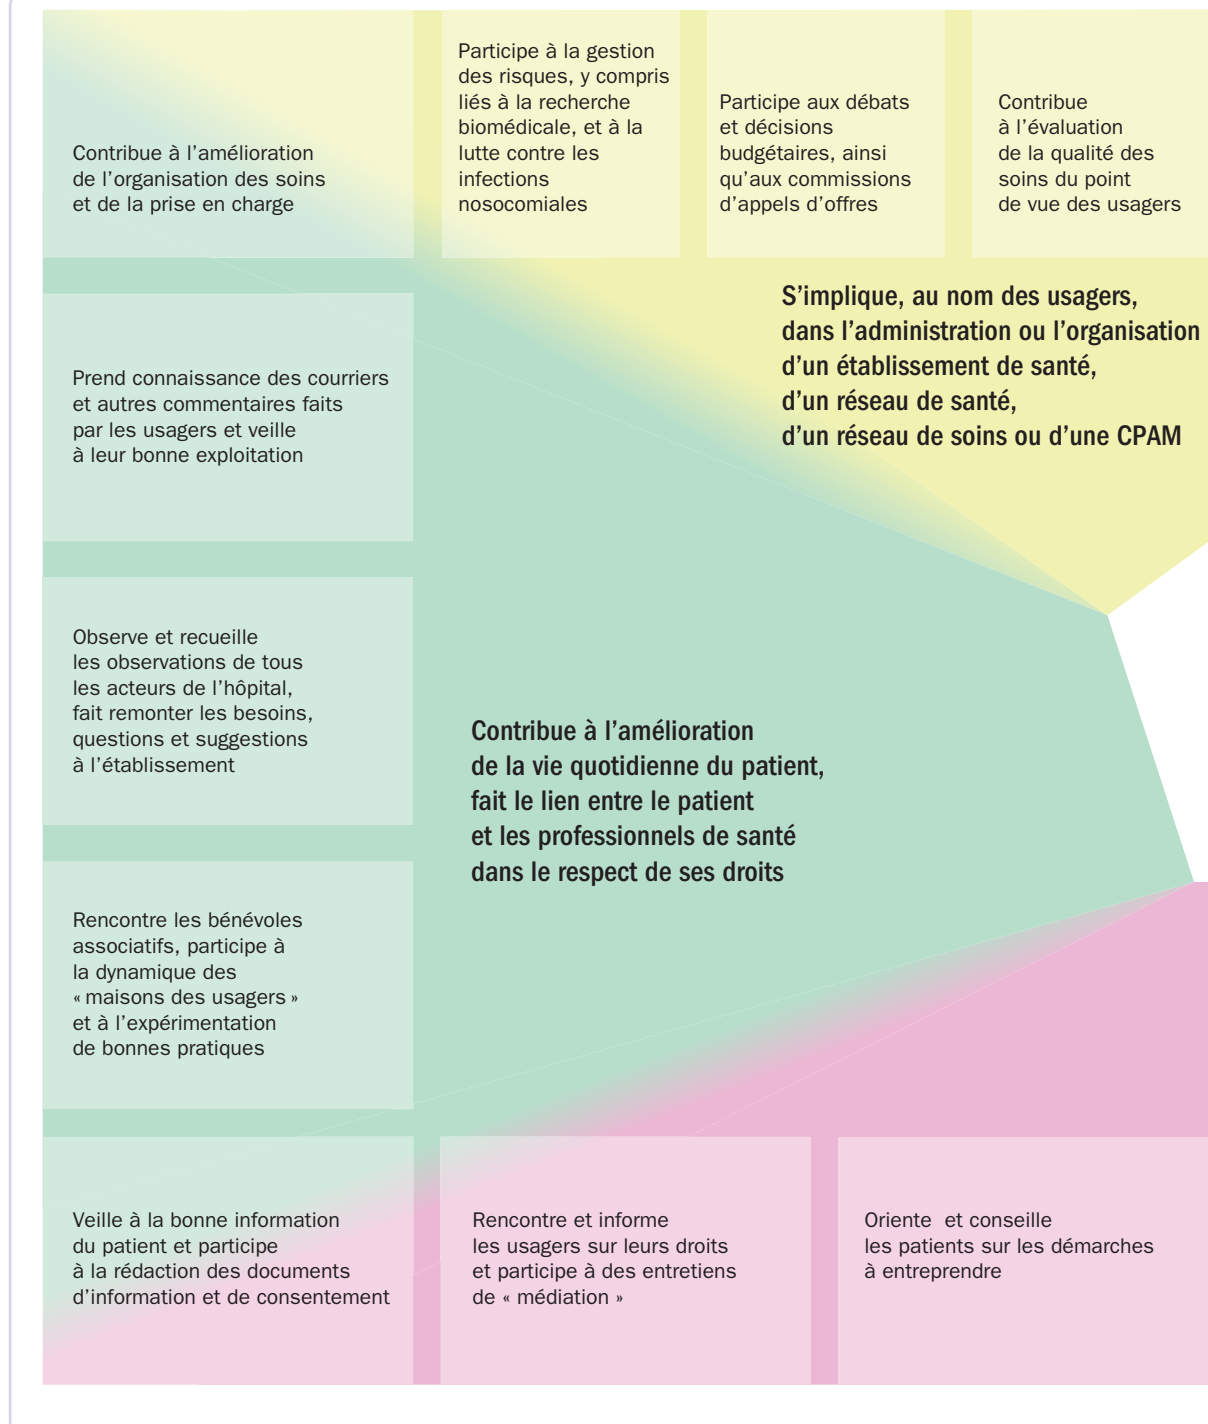 Contribue à l’amélioration
de l’organisation des soins
et de la prise en charge
Participe à la gestion
des risques, y compris
liés à la recherche
biomédicale, et à la
lutte contre les
infections
nosocomiales
Participe aux débats
et décisions
budgétaires, ainsi
qu’aux commissions
d’appels d’offres
Contribue
à l’évaluation
de la qualité des
soins du point
de vue des usagers
S’implique, au nom des usagers,
dans l’administration ou l’organisation
d’un établissement de santé,
d’un réseau de santé,
d’un réseau de soins ou d’une CPAM
Prend connaissance des courriers
et autres commentaires faits
par les usagers et veille
à leur bonne exploitation
Observe et recueille
les observations de tous
les acteurs de l’hôpital,
fait remonter les besoins,
questions et suggestions
à l’établissement
Contribue à l’amélioration
de la vie quotidienne du patient,
fait le lien entre le patient
et les professionnels de santé
dans le respect de ses droits
Rencontre les bénévoles
associatifs, participe à
la dynamique des
« maisons des usagers »
et à l’expérimentation
de bonnes pratiques
Veille à la bonne information
du patient et participe
à la rédaction des documents
d’information et de consentement
Rencontre et informe
les usagers sur leurs droits
et participe à des entretiens
de « médiation »
Oriente et conseille
les patients sur les démarches
à entreprendre